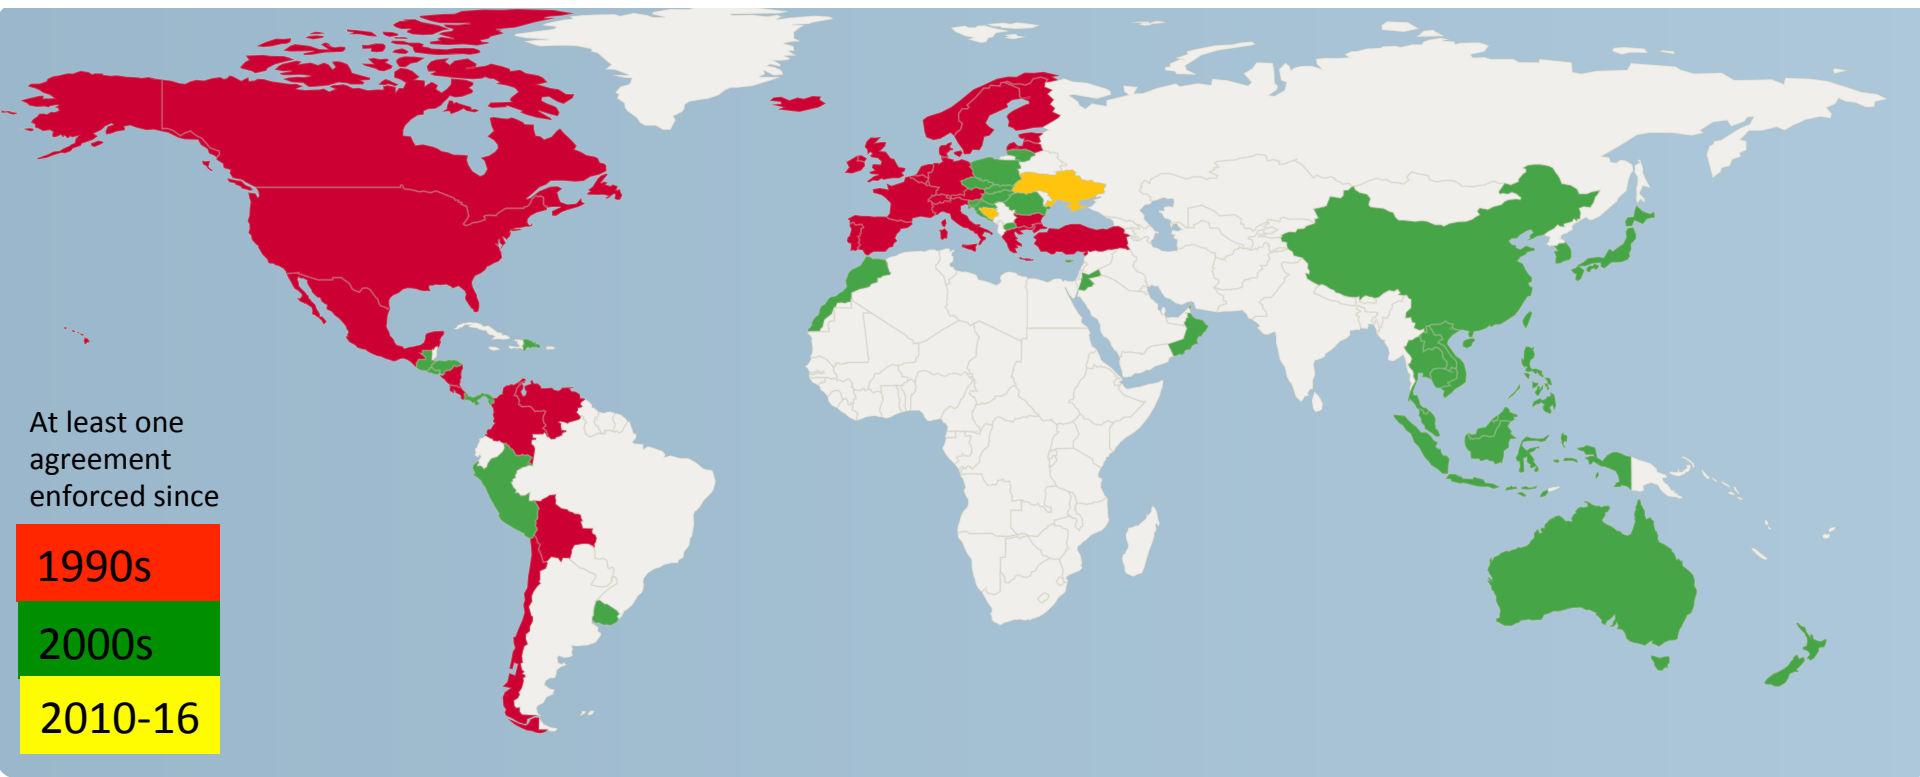 At least one
agreement
enforced since
1990s
2000s
2010-16